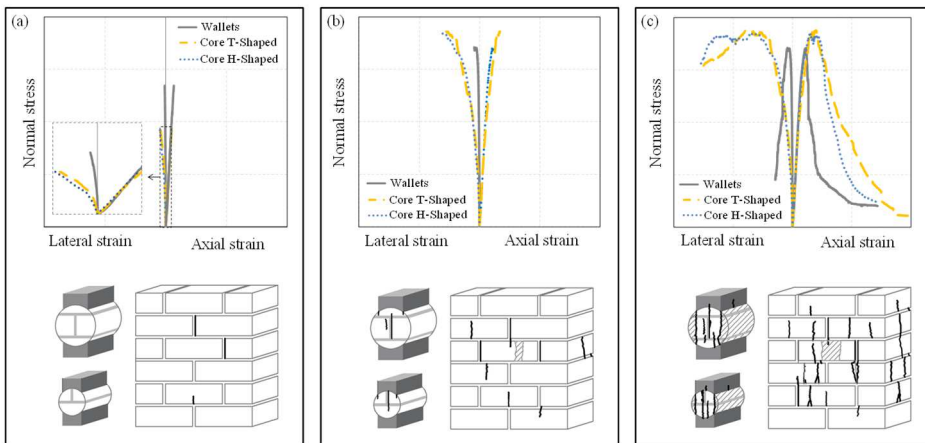 (a)
Wallets
Core T-Shaped
Core H-Shaped
Normal stress
Lateral strain
Axial strain
(b)
Normal stress
Wallets
Core T-Shaped
Core H-Shaped
Lateral strain
Axial strain
(c)
Normal stress
Wallets
Core T-Shaped
Core H-Shaped
Lateral strain
Axial strain